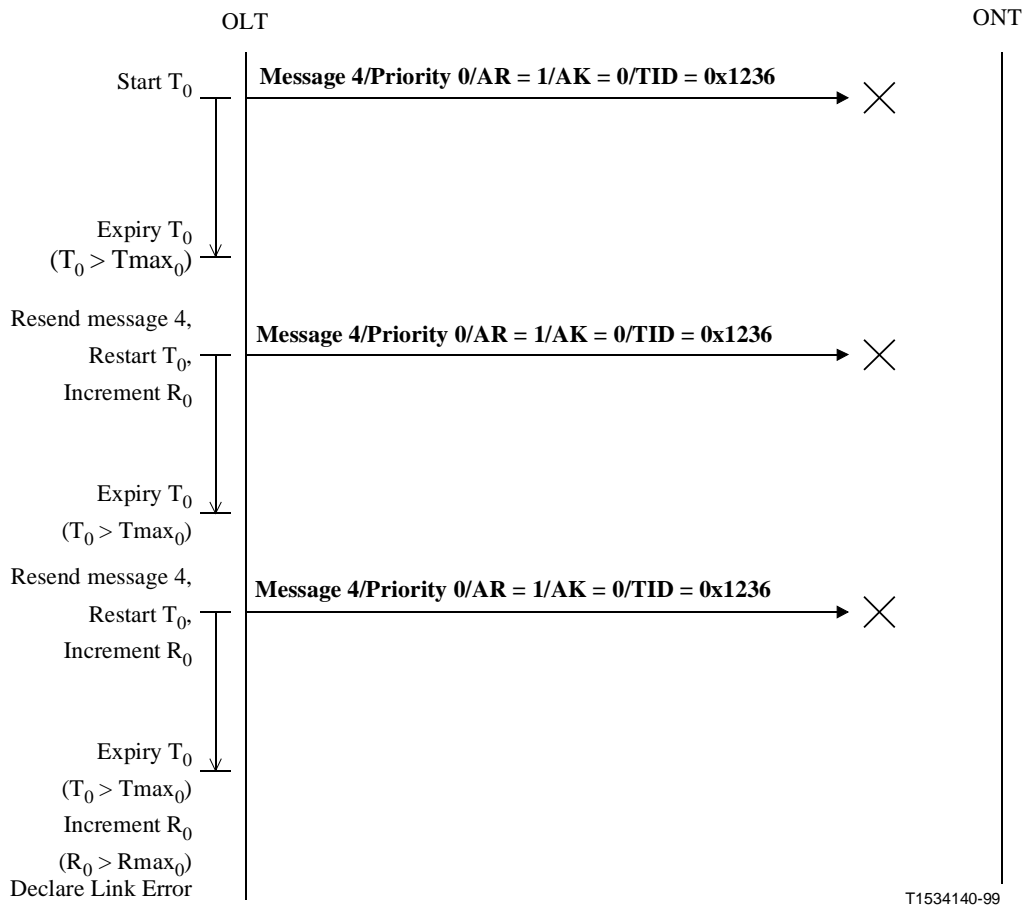 OLT
ONT
Start T0
Message 4/Priority 0/AR = 1/AK = 0/TID = 0x1236
Expiry T0
(T0 > Tmax0)
Resend message 4,
Message 4/Priority 0/AR = 1/AK = 0/TID = 0x1236
Restart T0,
Increment R0
Expiry T0
(T0 > Tmax0)
Resend message 4,
Message 4/Priority 0/AR = 1/AK = 0/TID = 0x1236
Restart T0,
Increment R0
Expiry T0
(T0 > Tmax0)
Increment R0
(R0 > Rmax0)
Declare Link Error
T1534140-99